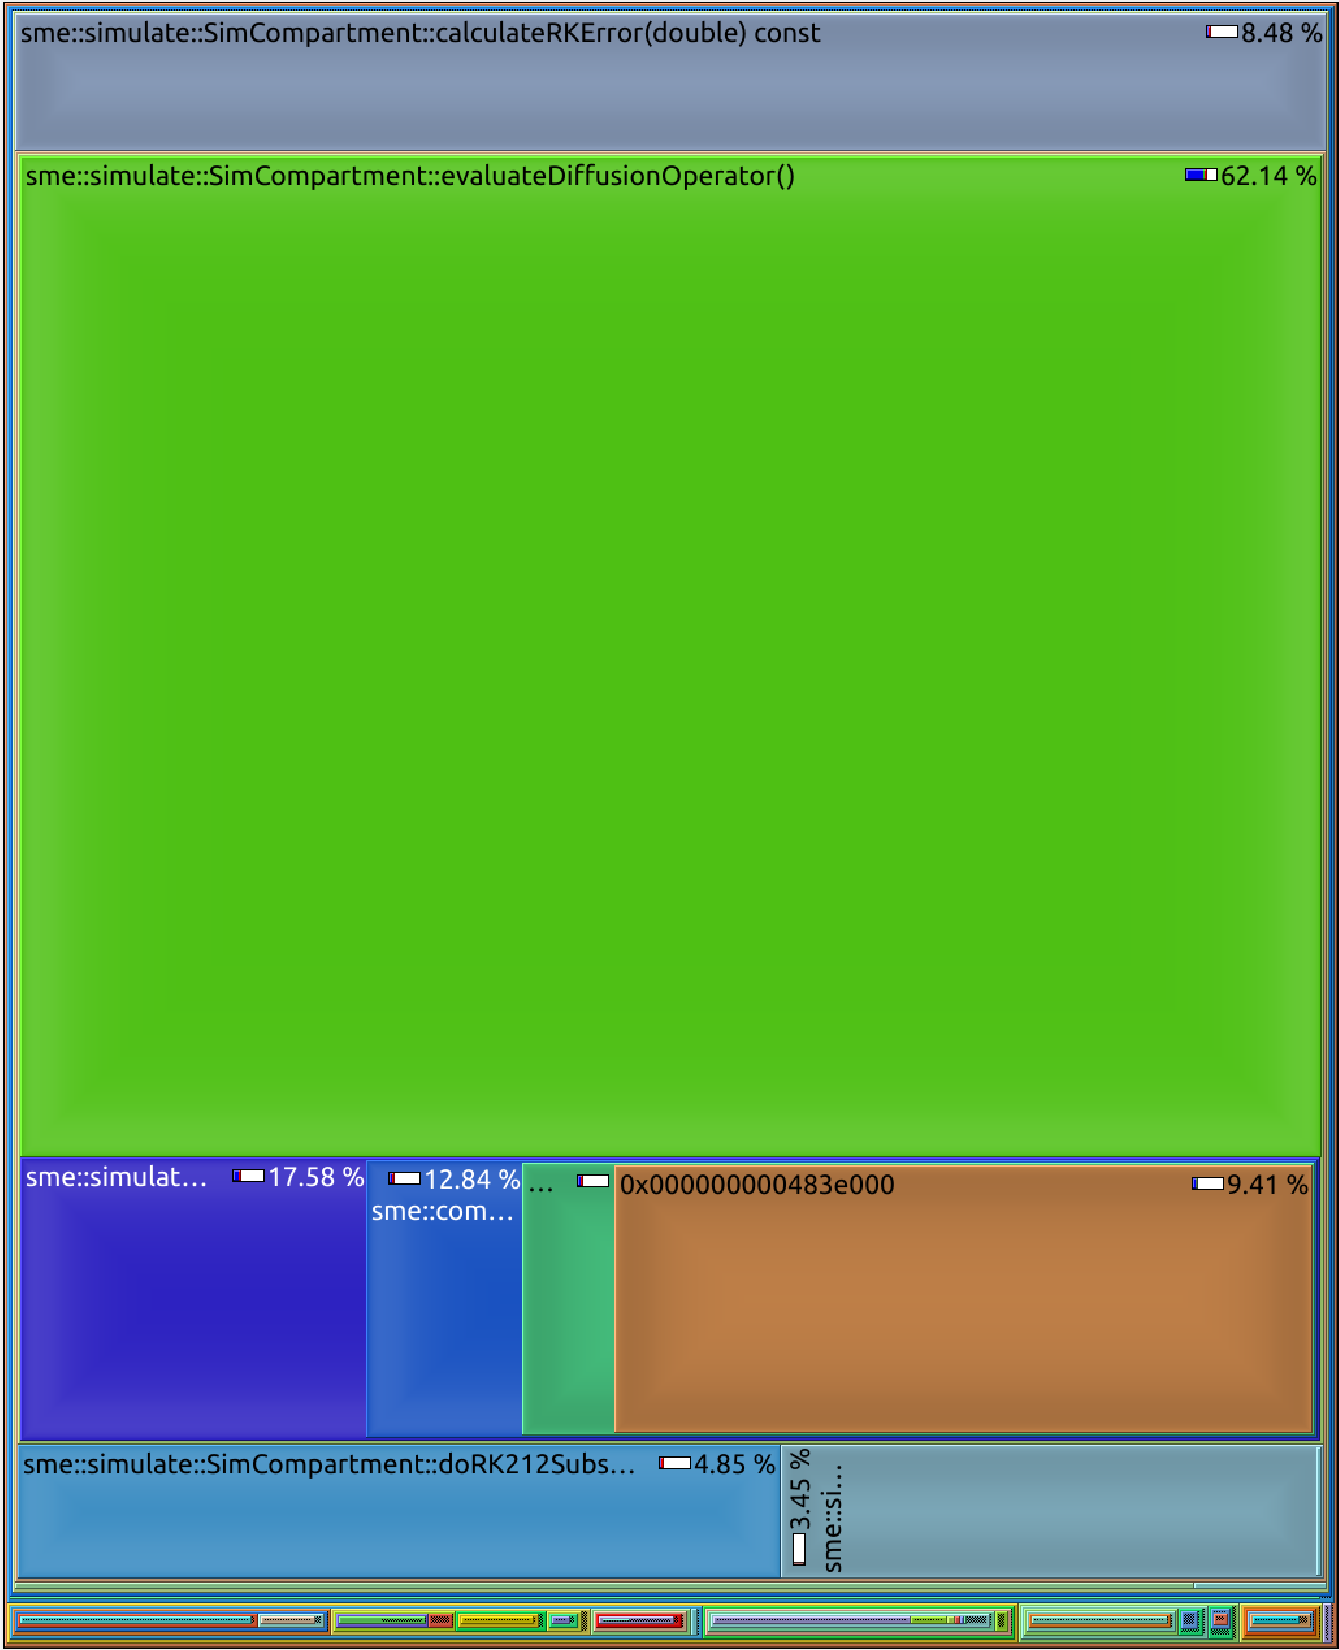 sme::simulate::SimCompartment::calculateRKError(double) const 8.48 %
sme::simulate::SimCompartment::evaluateDiffusionOperator() 62.14 %
sme::simulat... 17.58 %
12.84 %
sme::com...
...
0x000000000483e000 9.41 %
sme::simulate::SimCompartment::doRK212Subs... 4.85 %
3.45 %
sme::si...